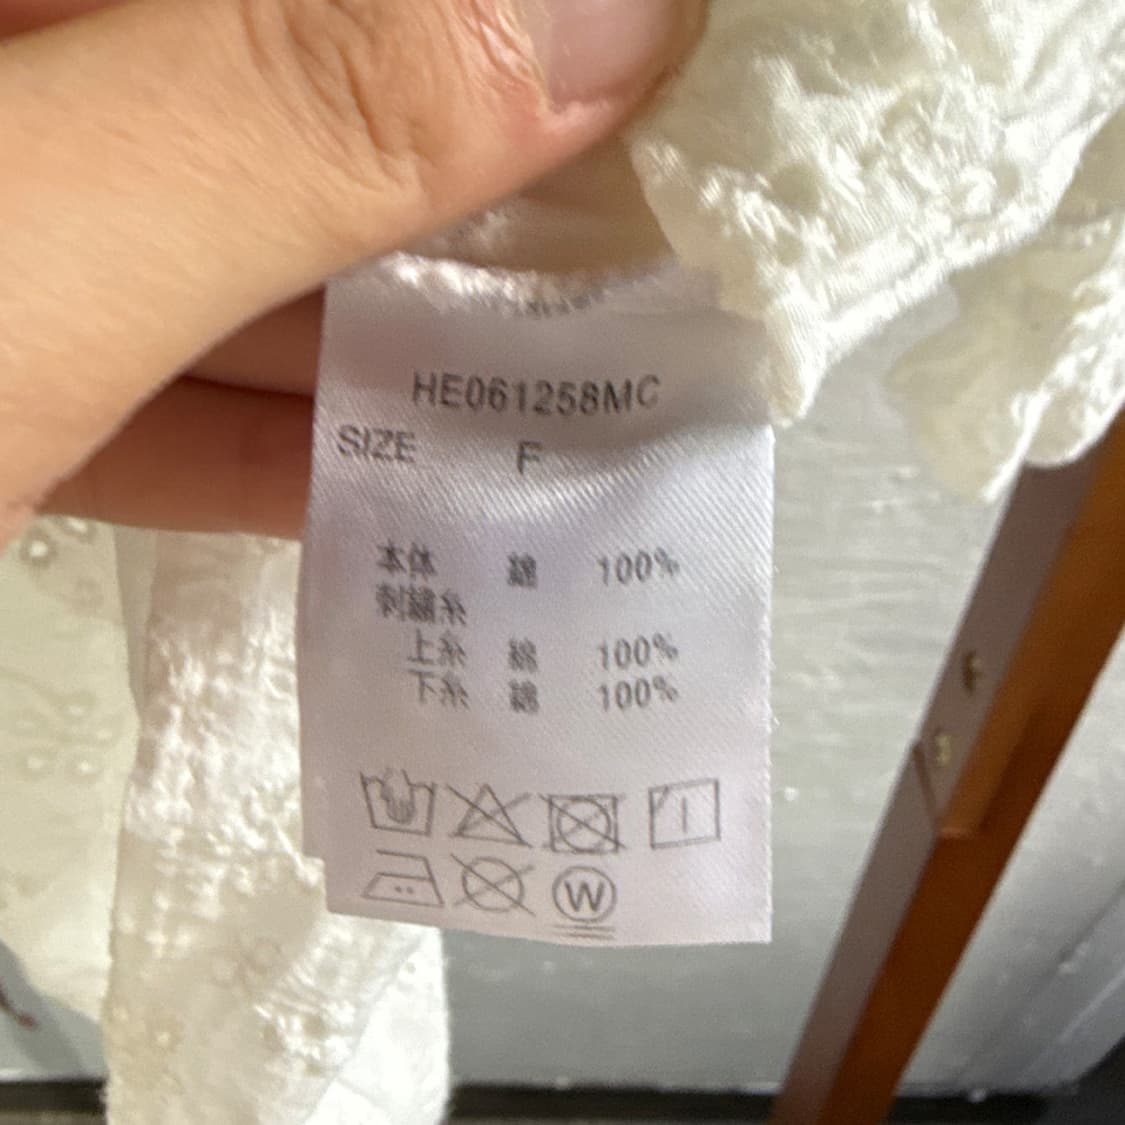 HE061258MC
SIZE F
本体 綿 100%
刺繍糸
上糸 綿 100%
下糸 綿 100%
W